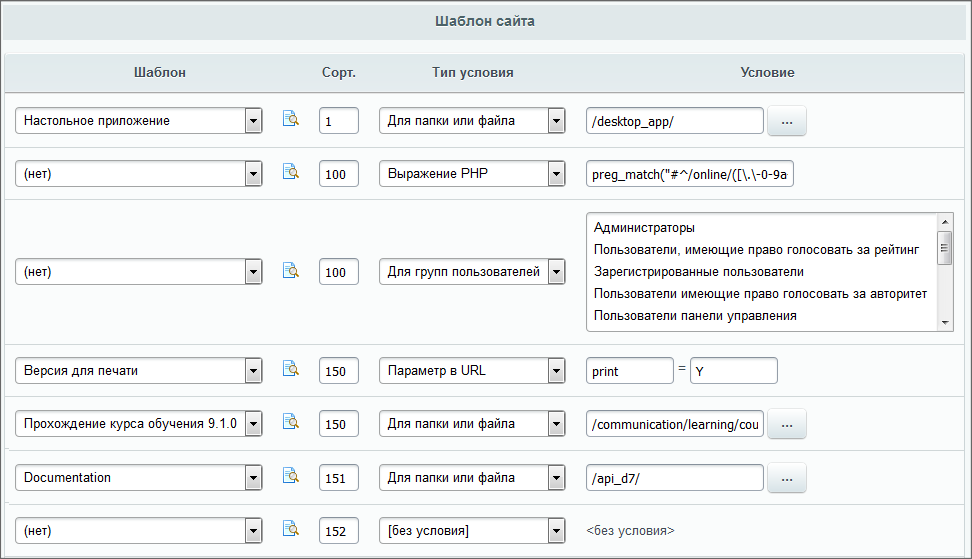 Шаблон сайта
Шаблон Сорт. Тип условия Условие
Настольное приложение 1 Для папки или файла /desktop_app/ ...
(нет) 100 Выражение PHP preg_match("#^/online/([\.\-0-9a
(нет) 100 Для групп пользователей
Администраторы
Пользователи, имеющие право голосовать за рейтинг
Зарегистрированные пользователи
Пользователи имеющие право голосовать за авторитет
Пользователи панели управления
Версия для печати 150 Параметр в URL print = Y
Прохождение курса обучения 9.1.0 150 Для папки или файла /communication/learning/cou ...
Documentation 151 Для папки или файла /api_d7/ ...
(нет) 152 [без условия] <без условия>